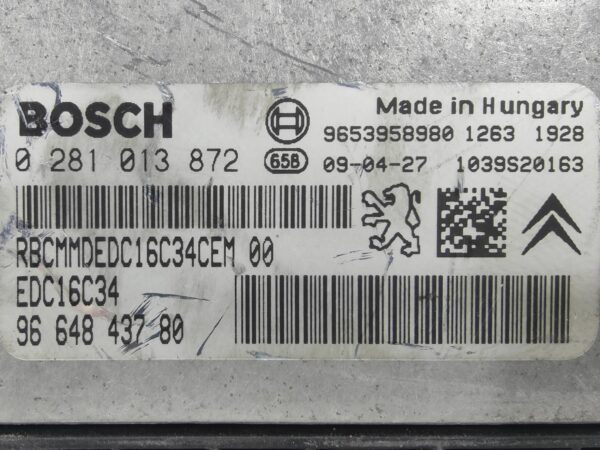 BOSCH
Made in Hungary
9653958980 1263 1928
0 281 013 872 65B 09-04-27 1039S20163
RBCMMDEDC16C34CEM 00
EDC16C34
96 648 437 80